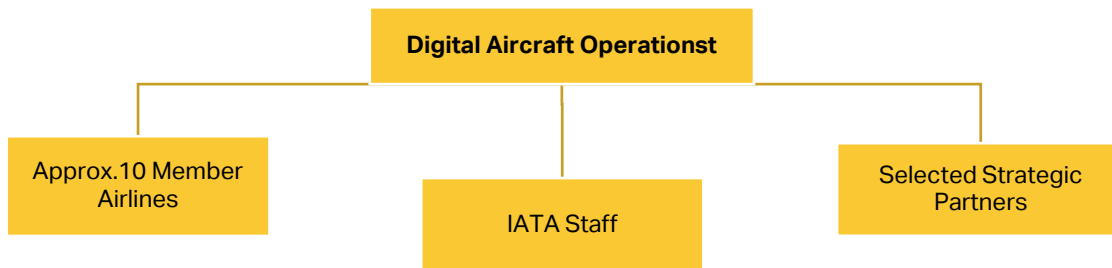 Digital Aircraft Operationst
Approx.10 Member
Airlines
IATA Staff
Selected Strategic
Partners